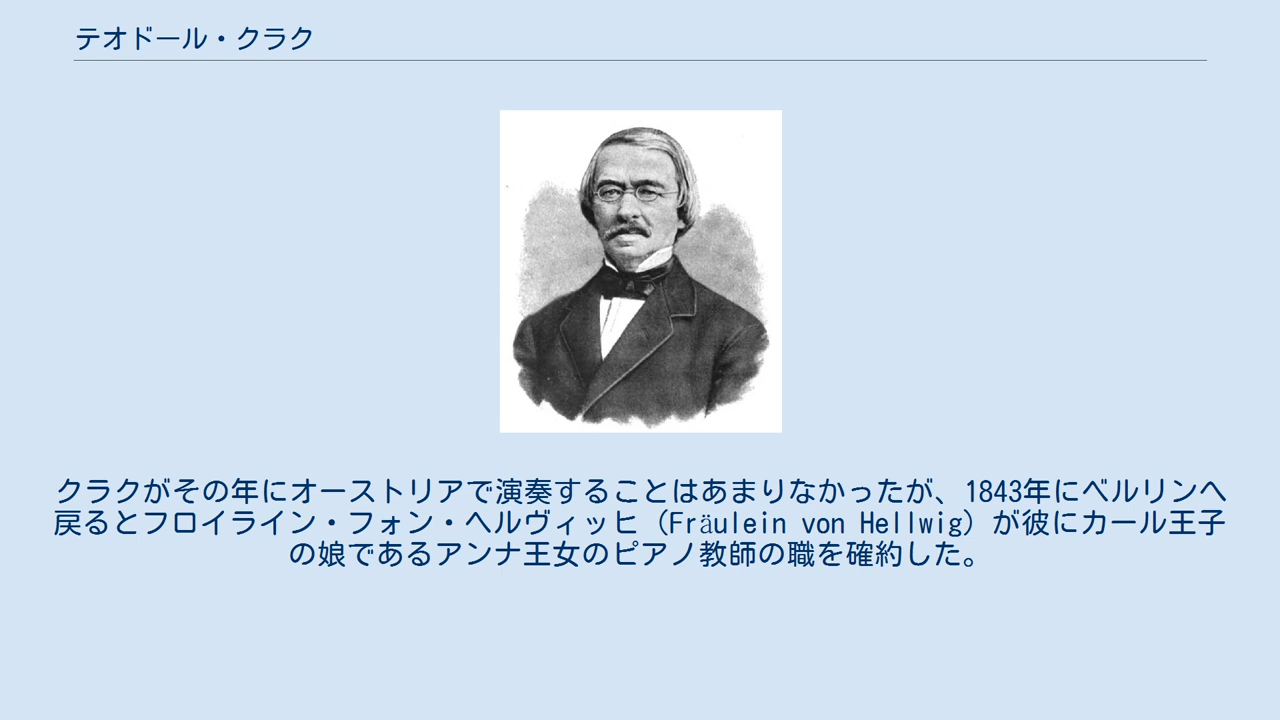 テオドール・クラク
クラクがその年にオーストリアで演奏することはあまりなかったが、1843年にベルリンへ
戻るとフロイライン・フォン・ヘルヴィッヒ（Fräulein von Hellwig）が彼にカール王子
の娘であるアンナ王女のピアノ教師の職を確約した。